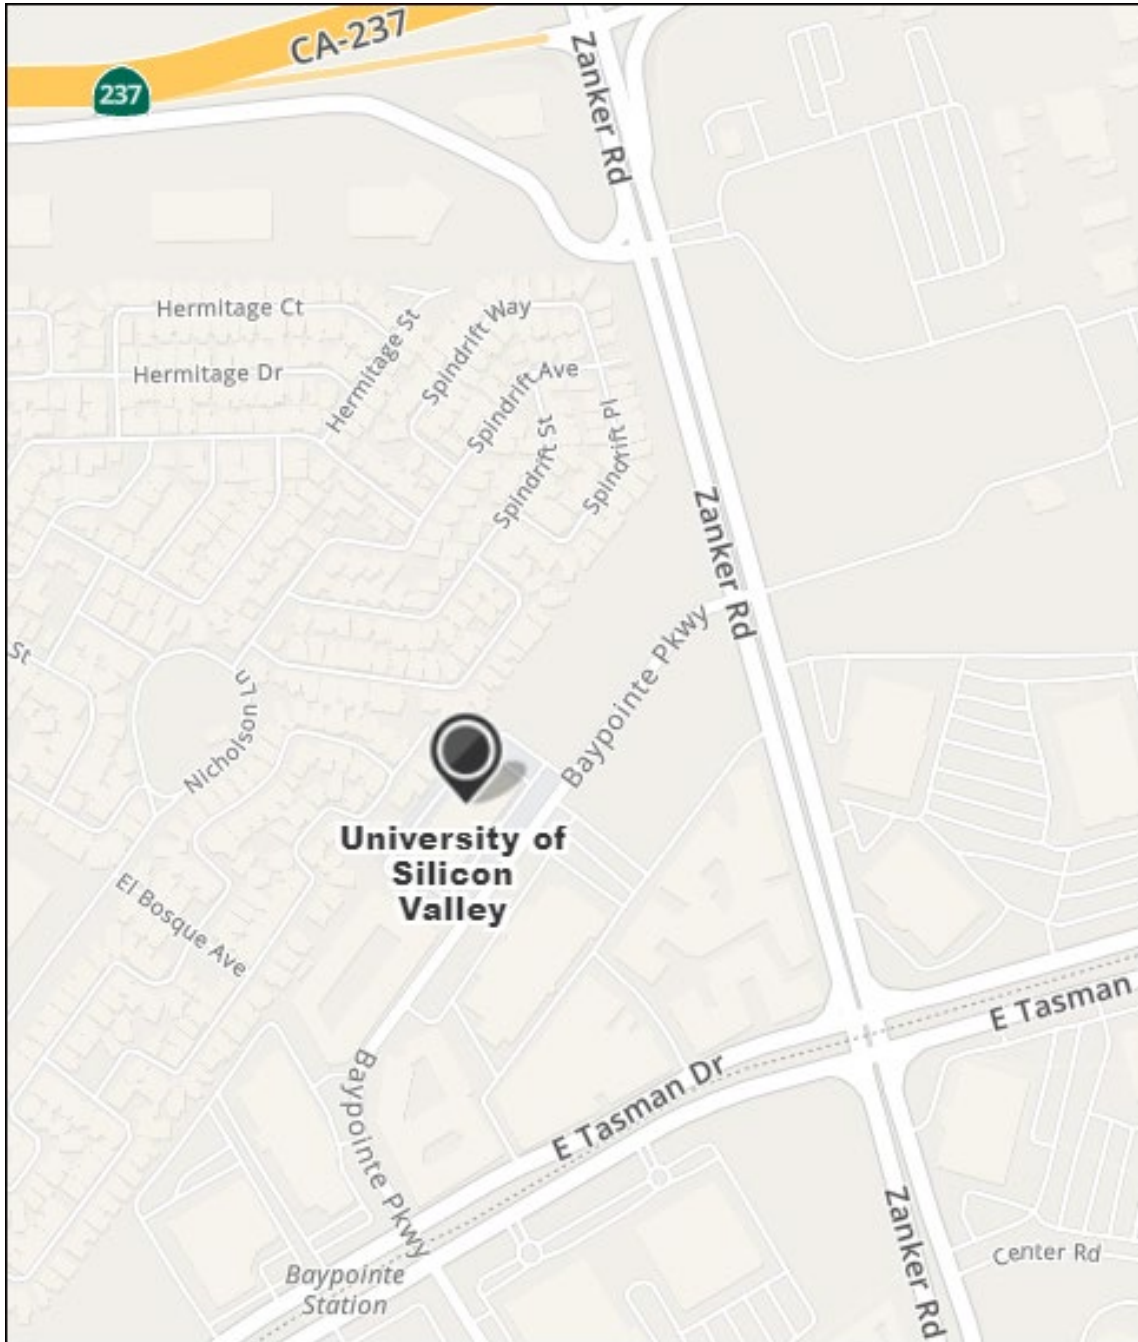 CA-237
237
Zanker Rd
Hermitage Ct
Hermitage St
Spindrift Way
Hermitage Dr
Spindrift Ave
Spindrift St
Spindrift Pl
Zanker Rd
Baypointe Pkwy
St
Nicholson Ln
University of
Silicon
Valley
El Bosque Ave
E Tasman
Baypointe Pkwy
E Tasman Dr
Zanker Rd
Center Rd
Baypointe
Station